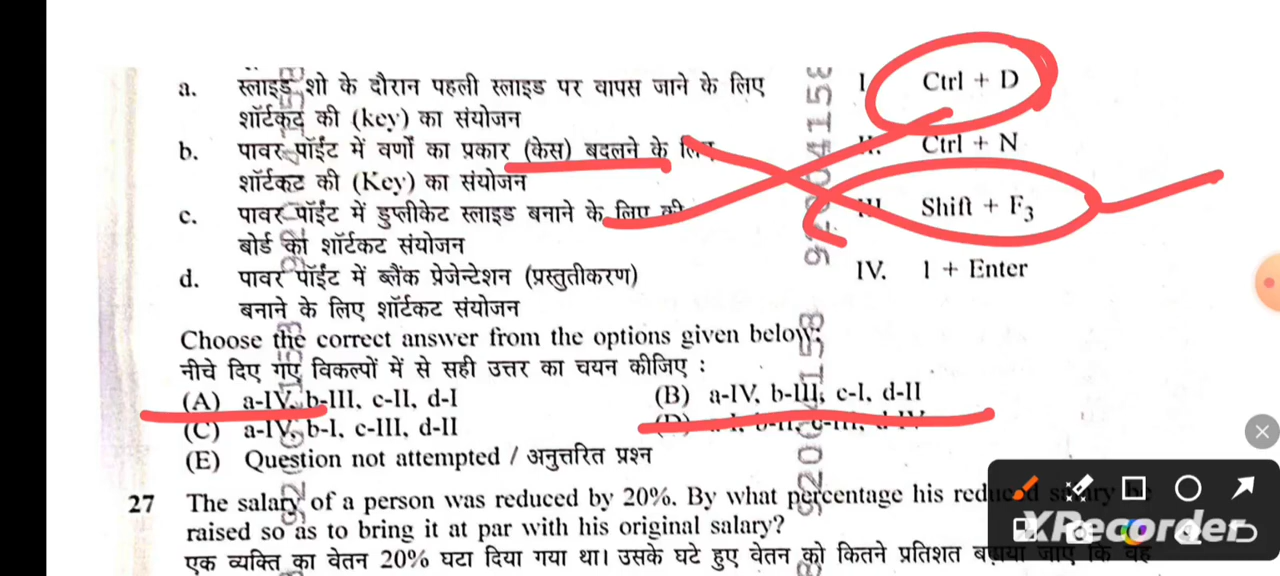 a. स्लाइड शो के दौरान पहली स्लाइड पर वापस जाने के लिए I Ctrl + D
शॉर्टकट की (key) का संयोजन
b. पावर पॉईंट में वर्णों का प्रकार (केस) बदलने के लिए II. Ctrl + N
शॉर्टकट की (Key) का संयोजन
c. पावर पॉईंट में डुप्लीकेट स्लाइड बनाने के लिए की Shift + F3
बोर्ड का शॉर्टकट संयोजन
d. पावर पॉईंट में ब्लैंक प्रेजेन्टेशन (प्रस्तुतीकरण) IV. 1 + Enter
बनाने के लिए शॉर्टकट संयोजन
Choose the correct answer from the options given below:
नीचे दिए गए विकल्पों में से सही उत्तर का चयन कीजिए :
(A) a-IV, b-III, c-II, d-I (B) a-IV, b-III, c-I, d-II
(C) a-IV, b-I, c-III, d-II (D) a-I, b-II, c-III, d-IV
(E) Question not attempted / अनुत्तरित प्रश्न
27 The salary of a person was reduced by 20%. By what percentage his reduced salary be
raised so as to bring it at par with his original salary?
एक व्यक्ति का वेतन 20% घटा दिया गया था। उसके घटे हुए वेतन को कितने प्रतिशत बढ़ाया जाए कि वह
XRecorder